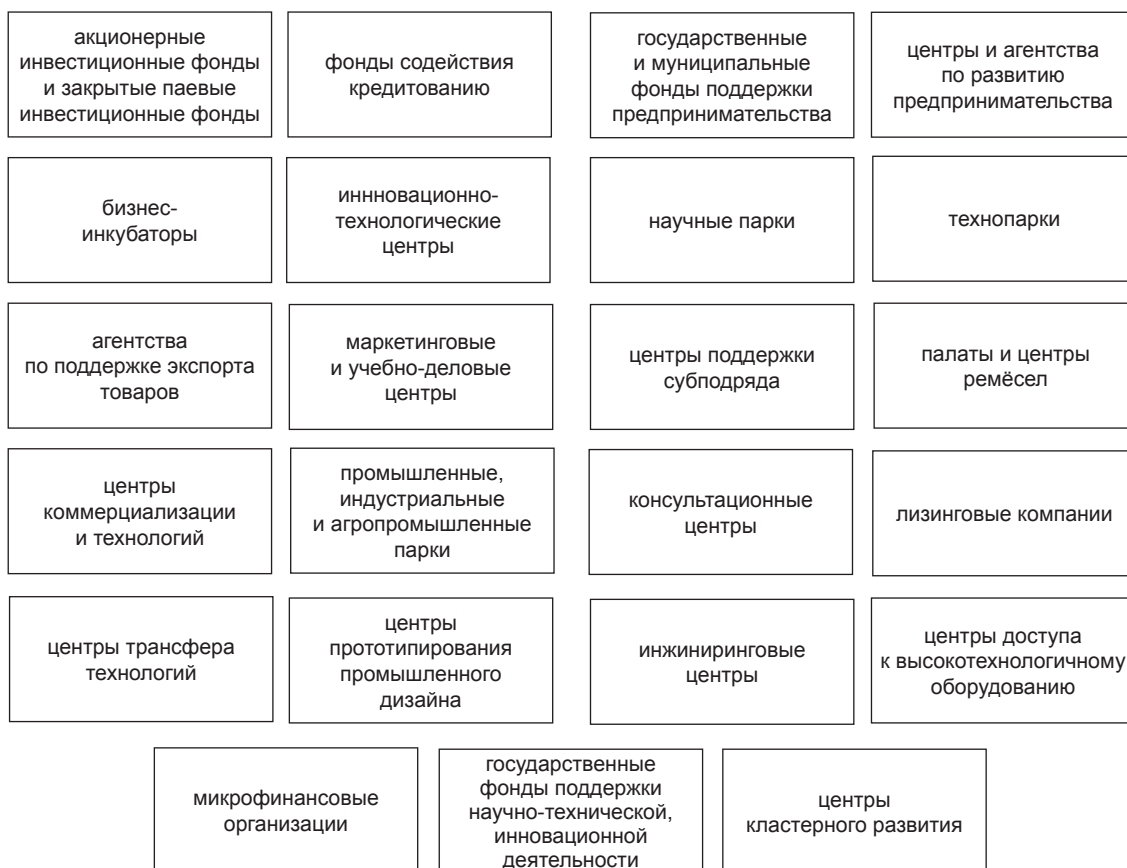 акционерные
инвестиционные фонды
и закрытые паевые
инвестиционные фонды
фонды содействия
кредитованию
государственные
и муниципальные
фонды поддержки
предпринимательства
центры и агентства
по развитию
предпринимательства
бизнес-
инкубаторы
иннновационно-
технологические
центры
научные парки
технопарки
агентства
по поддержке экспорта
товаров
маркетинговые
и учебно-деловые
центры
центры поддержки
субподряда
палаты и центры
ремёсел
центры
коммерциализации
и технологий
промышленные,
индустриальные
и агропромышленные
парки
консультационные
центры
лизинговые компании
центры трансфера
технологий
центры
прототипирования
промышленного
дизайна
инжиниринговые
центры
центры доступа
к высокотехнологичному
оборудованию
микрофинансовые
организации
государственные
фонды поддержки
научно-технической,
инновационной
деятельности
центры
кластерного развития